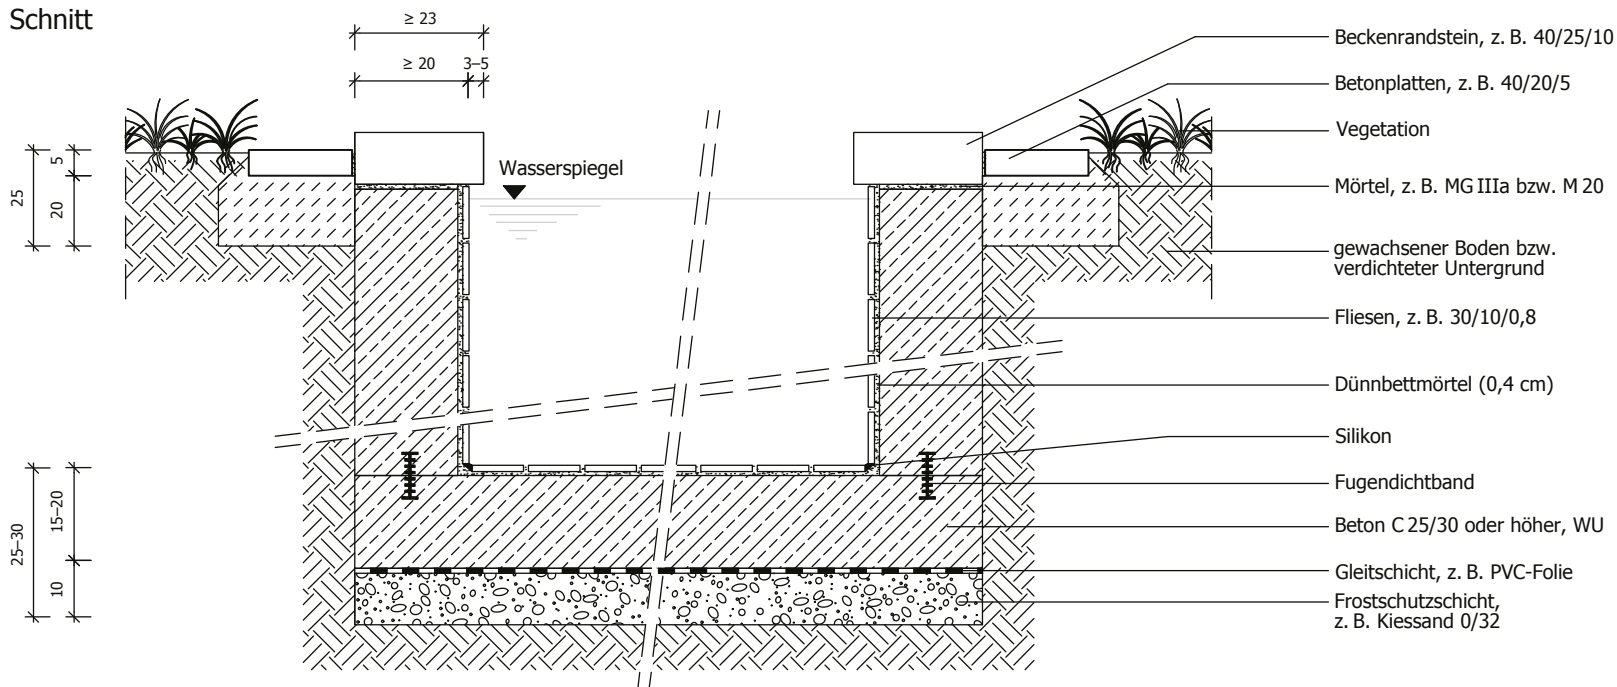 Schnitt
≥ 23
≥ 20
3–5
Beckenrandstein, z. B. 40/25/10
Betonplatten, z. B. 40/20/5
Vegetation
Wasserspiegel
Mörtel, z. B. MG IIIa bzw. M 20
25
5
20
gewachsener Boden bzw.
verdichteter Untergrund
Fliesen, z. B. 30/10/0,8
Dünnbettmörtel (0,4 cm)
Silikon
Fugendichtband
Beton C 25/30 oder höher, WU
25–30
15–20
10
Gleitschicht, z. B. PVC-Folie
Frostschutzschicht,
z. B. Kiessand 0/32